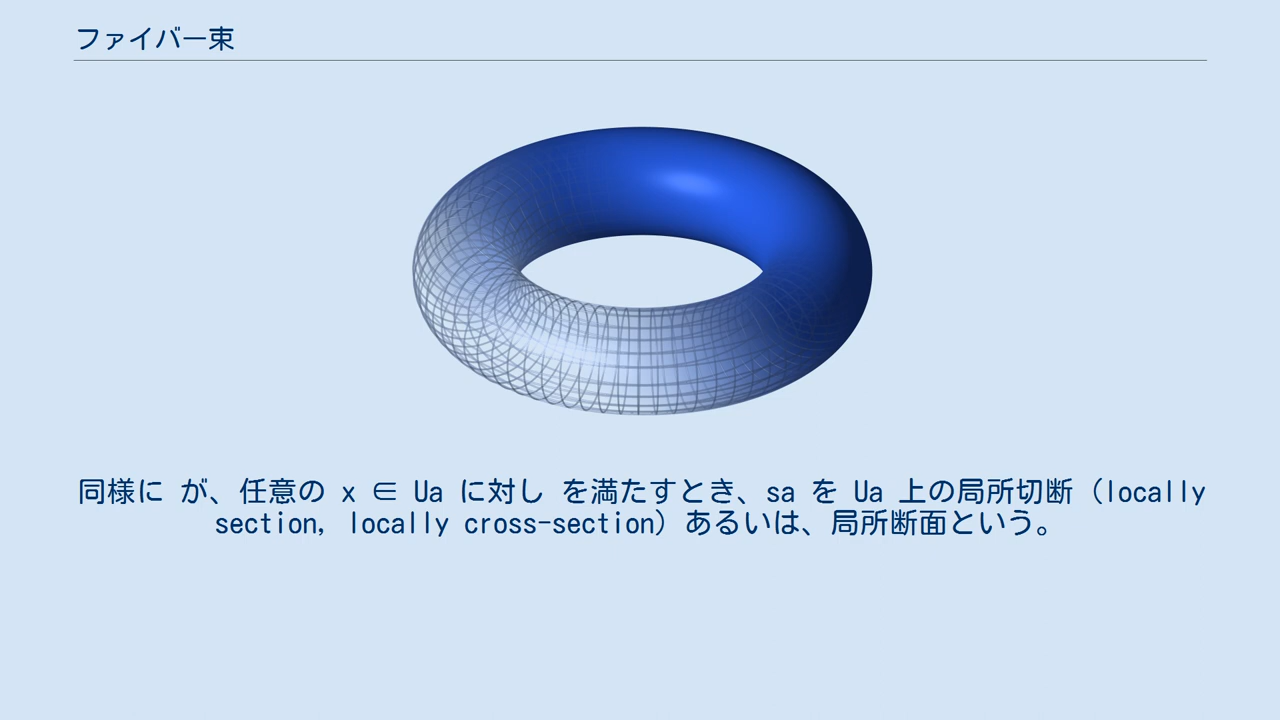 ファイバー束
同様に が、任意の x ∈ Ua に対し を満たすとき、sa を Ua 上の局所切断（locally
section, locally cross-section）あるいは、局所断面という。